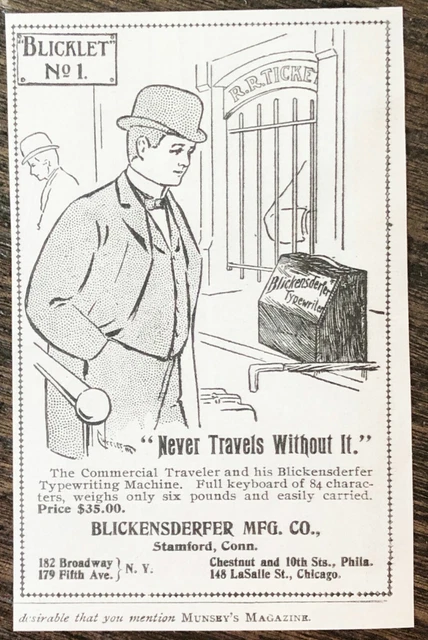 "BLICKLET"
No 1.
R.R. TICKE
Blickensderfer
Typewriter
"Never Travels Without It."
The Commercial Traveler and his Blickensderfer
Typewriting Machine. Full keyboard of 84 charac-
ters, weighs only six pounds and easily carried.
Price $35.00.
BLICKENSDERFER MFG. CO.,
Stamford, Conn.
182 Broadway } N. Y.
179 Fifth Ave.
Chestnut and 10th Sts., Phila.
148 LaSalle St., Chicago.
desirable that you mention MUNSEY'S MAGAZINE.